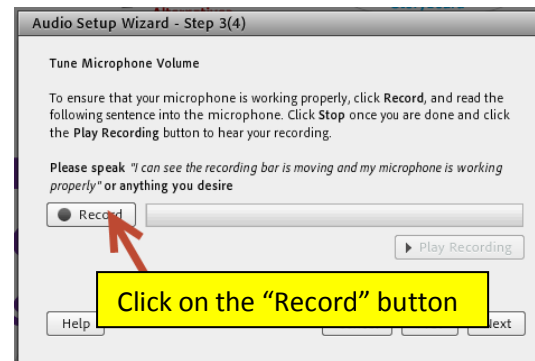 Audio Setup Wizard - Step 3(4)
Tune Microphone Volume
To ensure that your microphone is working properly, click Record, and read the
following sentence into the microphone. Click Stop once you are done and click
the Play Recording button to hear your recording.
Please speak "I can see the recording bar is moving and my microphone is working
properly" or anything you desire
Record
Play Recording
Click on the “Record” button
Help
Next